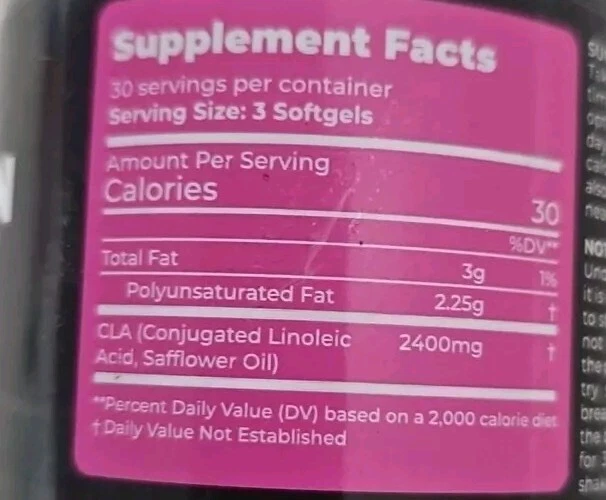 Supplement Facts
30 servings per container
Serving Size: 3 Softgels
Amount Per Serving
Calories 30
%DV**
Total Fat 3g 1%
Polyunsaturated Fat 2.25g †
CLA (Conjugated Linoleic 2400mg †
Acid, Safflower Oil)
**Percent Daily Value (DV) based on a 2,000 calorie diet
† Daily Value Not Established